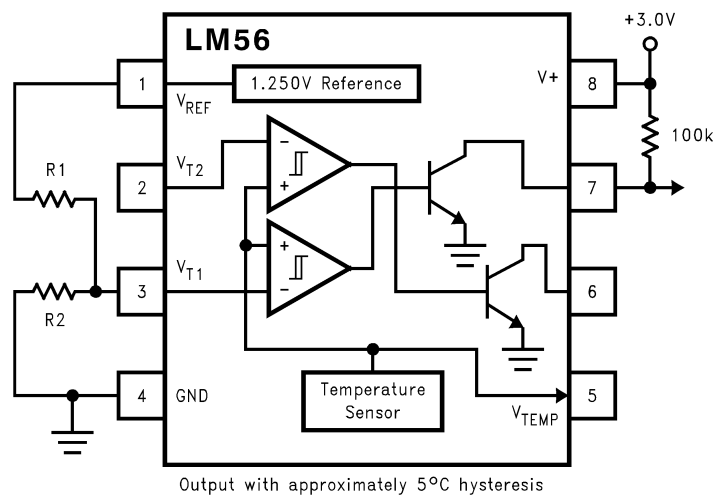 +3.0V
LM56
1
1.250V Reference
V+
8
VREF
100k
R1
VT2
−
2
+
7
VT1
+
3
−
6
R2
4
GND
Temperature
Sensor
5
VTEMP
Output with approximately 5°C hysteresis